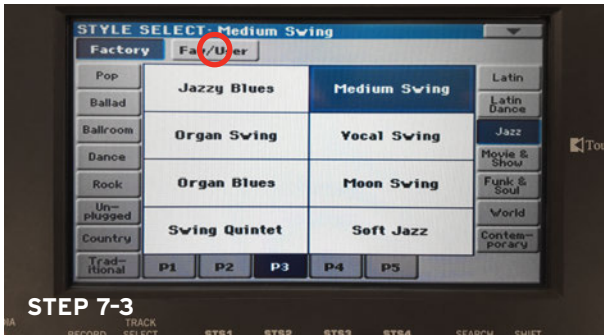 STYLE SELECT: Medium Swing
Factory Fav/User
Pop
Ballad
Ballroom
Dance
Rock
Un-
plugged
Country
Trad-
itional
Jazzy Blues Medium Swing
Organ Swing Vocal Swing
Organ Blues Moon Swing
Swing Quintet Soft Jazz
Latin
Latin
Dance
Jazz
Movie &
Show
Funk &
Soul
World
Contem-
porary
P1 P2 P3 P4 P5
Tou
STEP 7-3
TRACK
RECORD SELECT STS1 STS2 STS3 STS4 SEARCH SHIFT